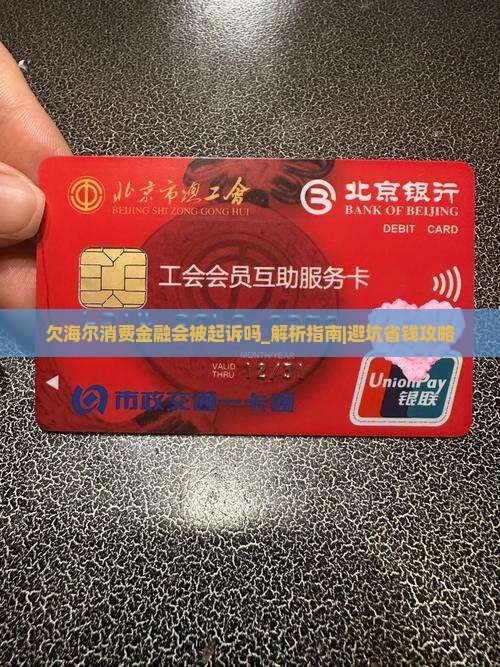 北京市總工會
BEIJING SHI ZONG GONG HUI
北京银行
BANK OF BEIJING
DEBIT CARD
工会会员互助服务卡
欠海尔消费金融会被起诉吗_解析指南|避坑省钱攻略
MONTH/YEAR
VALID
THRU
12/31
市政交通一卡通
UnionPay
银联